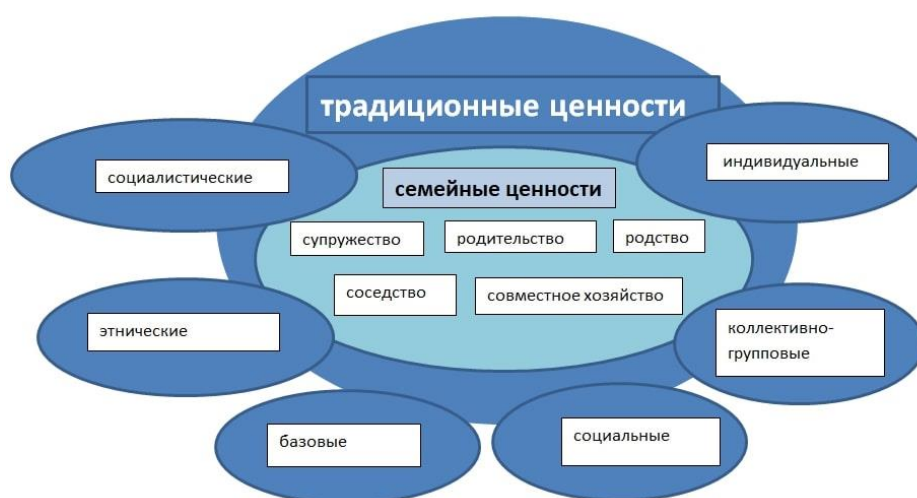 традиционные ценности
социалистические
индивидуальные
семейные ценности
супружество
родительство
родство
соседство
совместное хозяйство
этнические
коллективно-
групповые
базовые
социальные